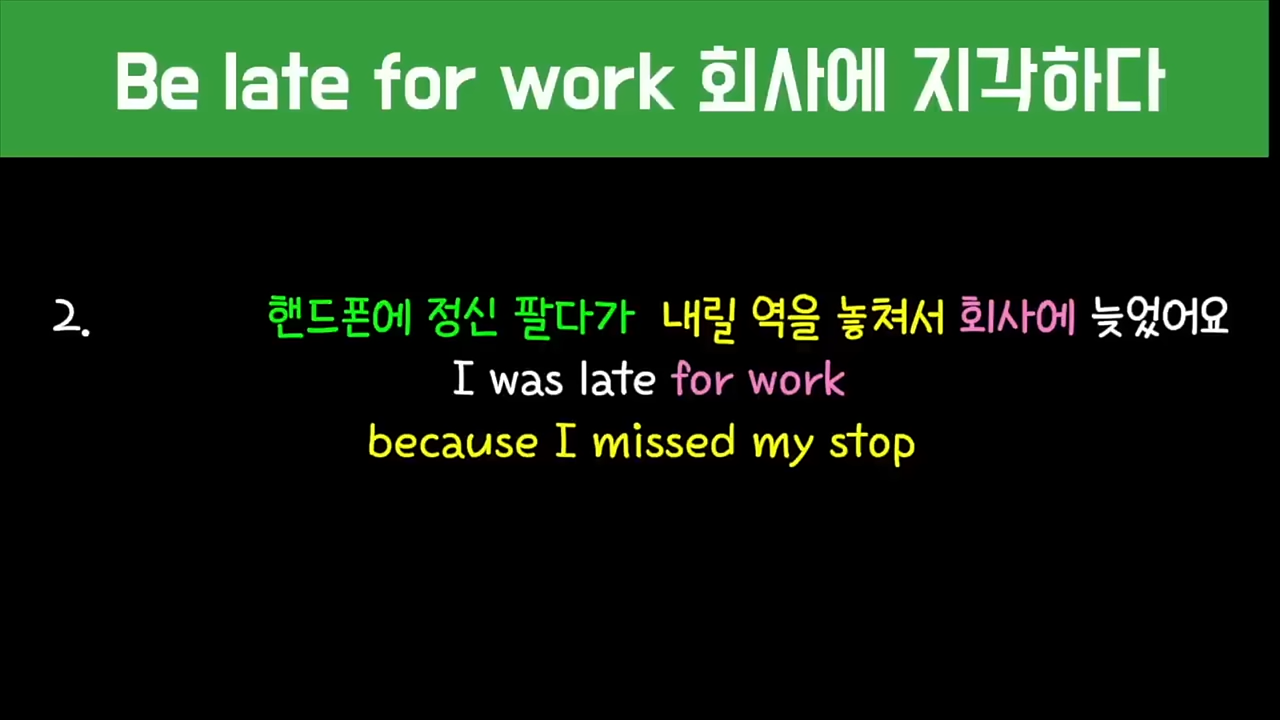 Be late for work 회사에 지각하다
2. 핸드폰에 정신 팔다가 내릴 역을 놓쳐서 회사에 늦었어요
I was late for work
because I missed my stop